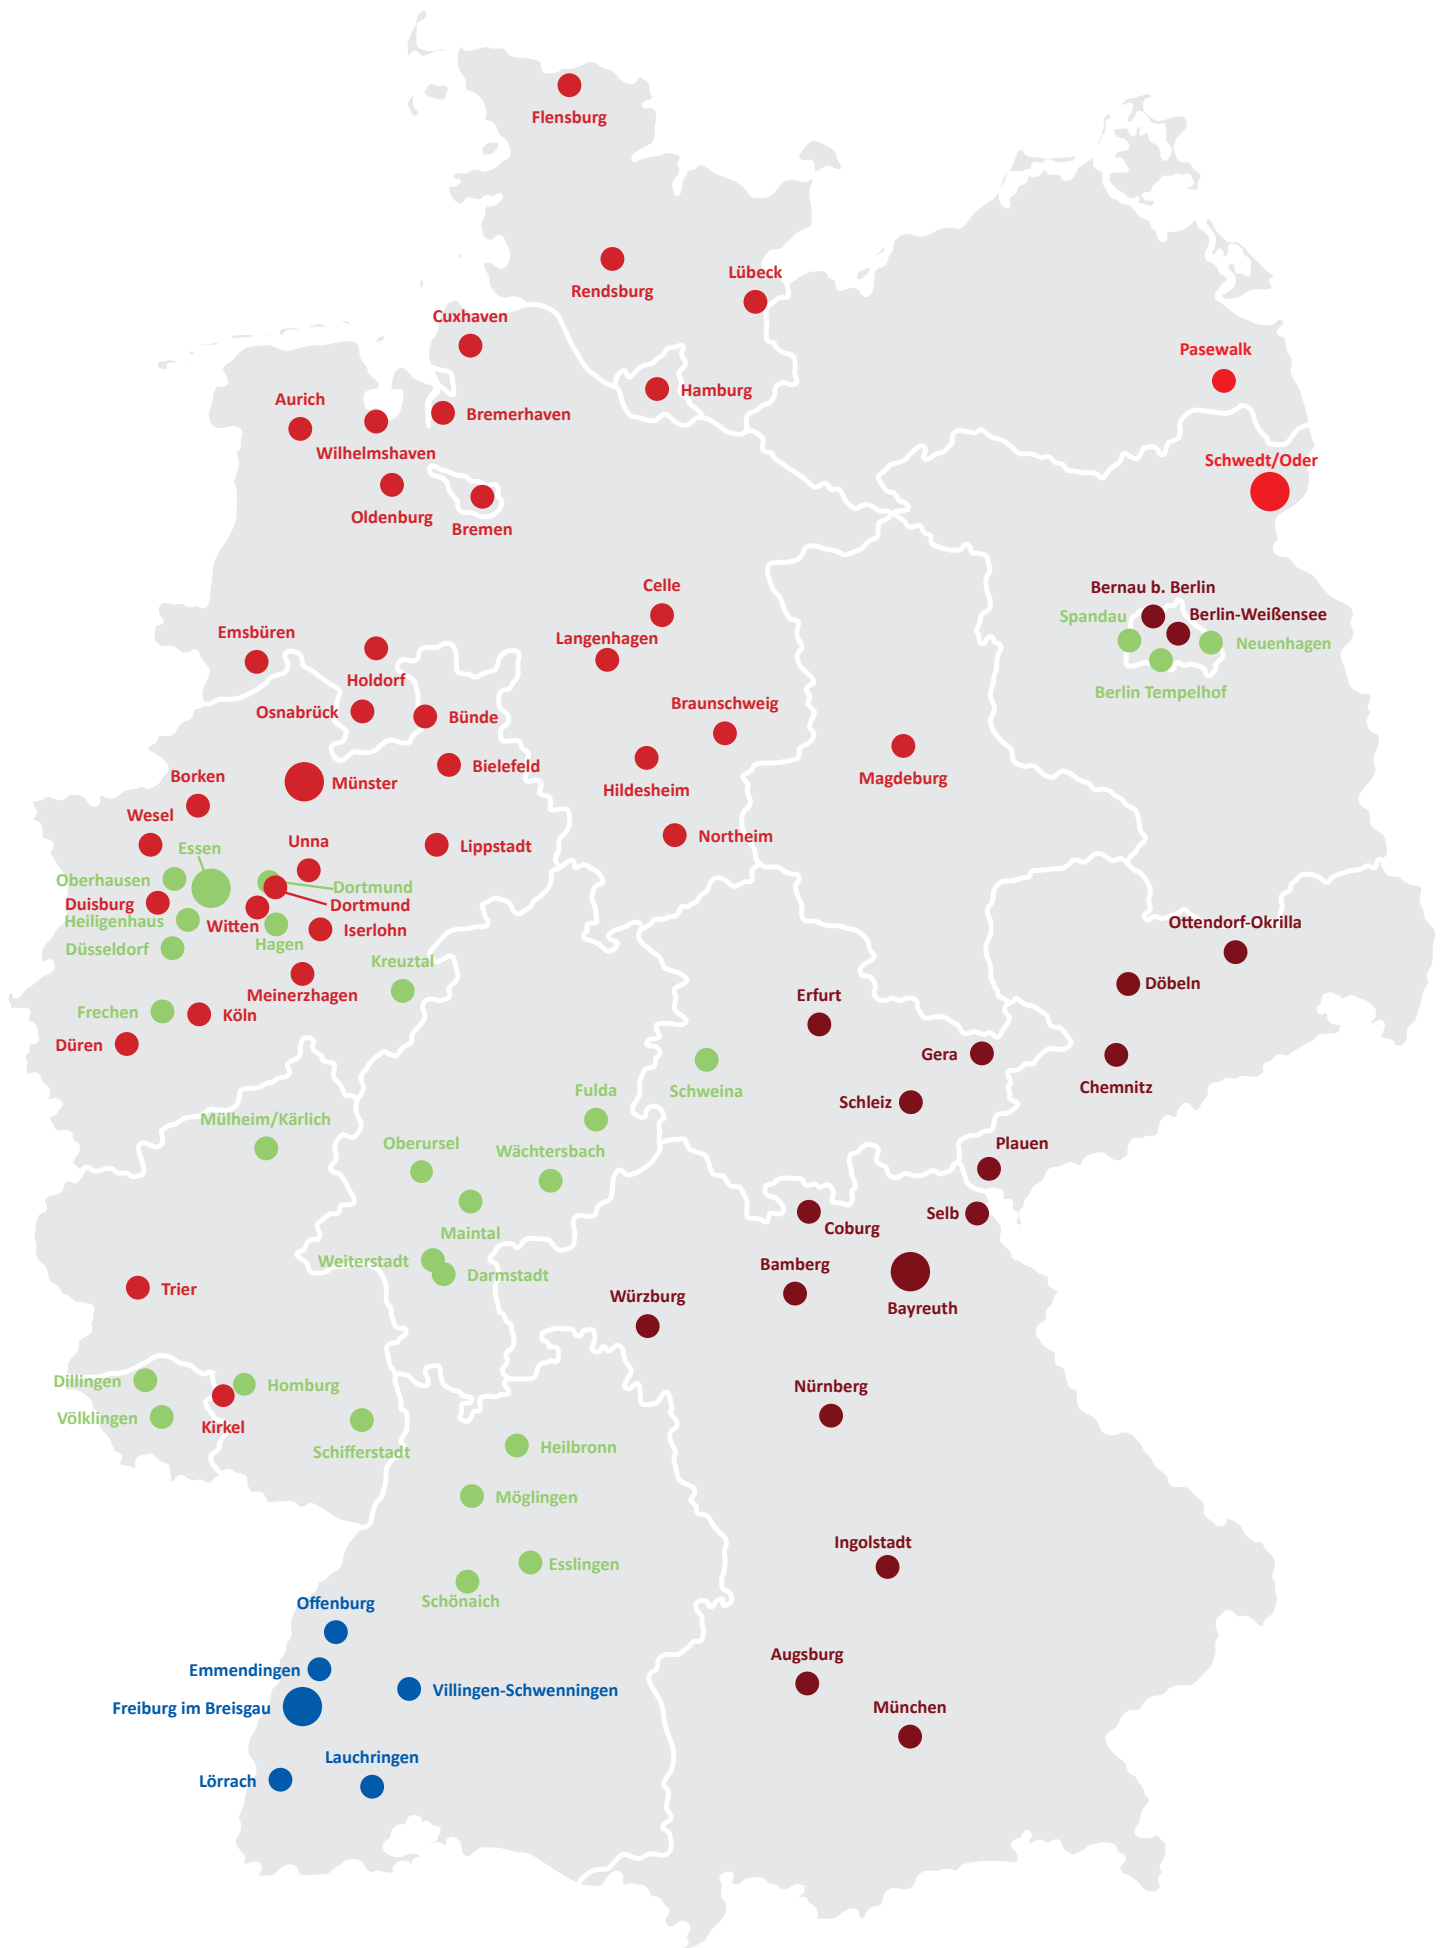 Flensburg
Rendsburg
Lübeck
Cuxhaven
Pasewalk
Hamburg
Aurich
Bremerhaven
Wilhelmshaven
Schwedt/Oder
Oldenburg
Bremen
Celle
Bernau b. Berlin
Spandau
Berlin-Weißensee
Emsbüren
Langenhagen
Neuenhagen
Holdorf
Berlin Tempelhof
Osnabrück
Bünde
Braunschweig
Borken
Münster
Bielefeld
Hildesheim
Magdeburg
Wesel
Unna
Essen
Lippstadt
Northeim
Oberhausen
Dortmund
Duisburg
Dortmund
Heiligenhaus
Witten
Iserlohn
Ottendorf-Okrilla
Düsseldorf
Hagen
Kreuztal
Döbeln
Meinerzhagen
Erfurt
Frechen
Köln
Düren
Gera
Schweina
Chemnitz
Fulda
Schleiz
Mülheim/Kärlich
Oberursel
Wächtersbach
Plauen
Selb
Maintal
Coburg
Weiterstadt
Darmstadt
Bamberg
Trier
Würzburg
Bayreuth
Dillingen
Homburg
Nürnberg
Völklingen
Kirkel
Schifferstadt
Heilbronn
Möglingen
Ingolstadt
Esslingen
Schönaich
Offenburg
Augsburg
Emmendingen
Villingen-Schwenningen
Freiburg im Breisgau
München
Lauchringen
Lörrach